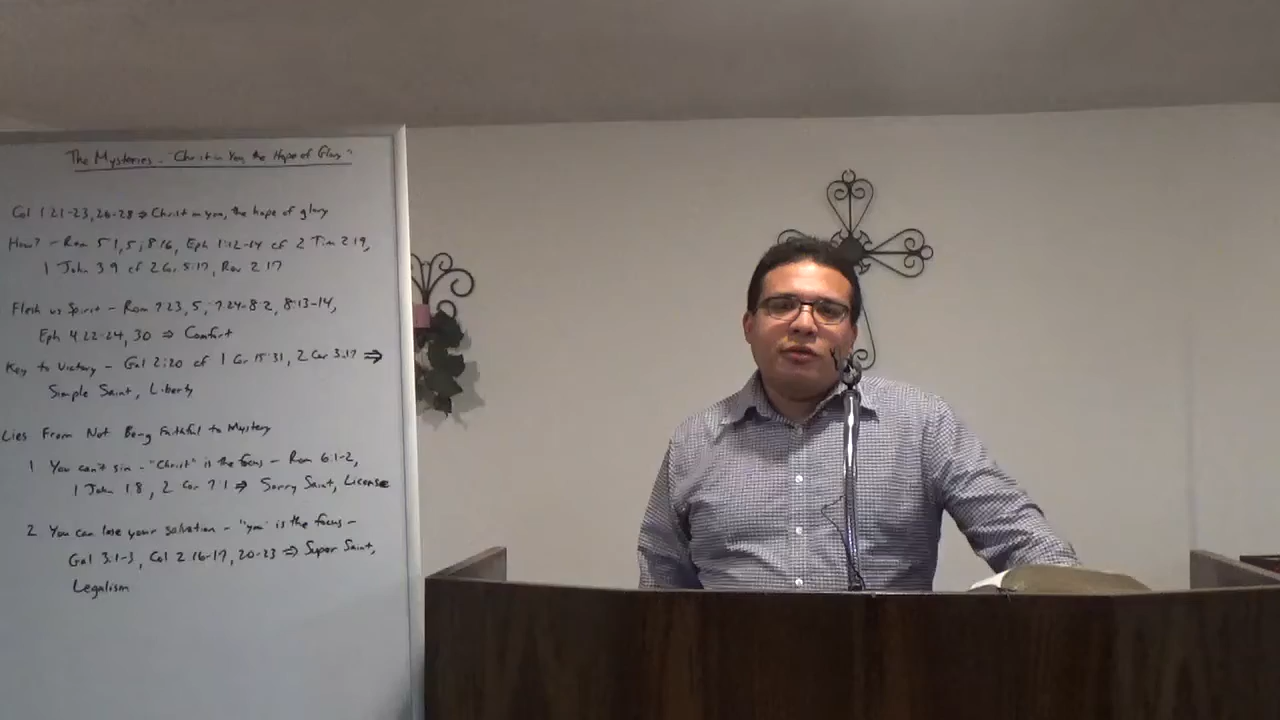 The Mysteries - "Christ in You, the Hope of Glory"
Col 1:21-23, 26-28 ⇒ Christ in you, the hope of glory
How? - Rom 5:1, 5; 8:16, Eph 1:12-14 cf 2 Tim 2:19,
1 John 3:9 cf 2 Cor 5:17, Rev 2:17
Flesh vs Spirit - Rom 7:23, 5; 7:24-8:2, 8:13-14,
Eph 4:22-24, 30 ⇒ Comfort
Key to Victory - Gal 2:20 cf 1 Cor 15:31, 2 Cor 3:17 ⇒
Simple Saint, Liberty
Lies From Not Being Faithful to Mystery
1 You can't sin - "Christ" is the focus - Rom 6:1-2,
1 John 1:8, 2 Cor 7:1 ⇒ Sorry Saint, License
2 You can lose your salvation - "you" is the focus -
Gal 3:1-3, Col 2:16-17, 20-23 ⇒ Super Saint,
Legalism